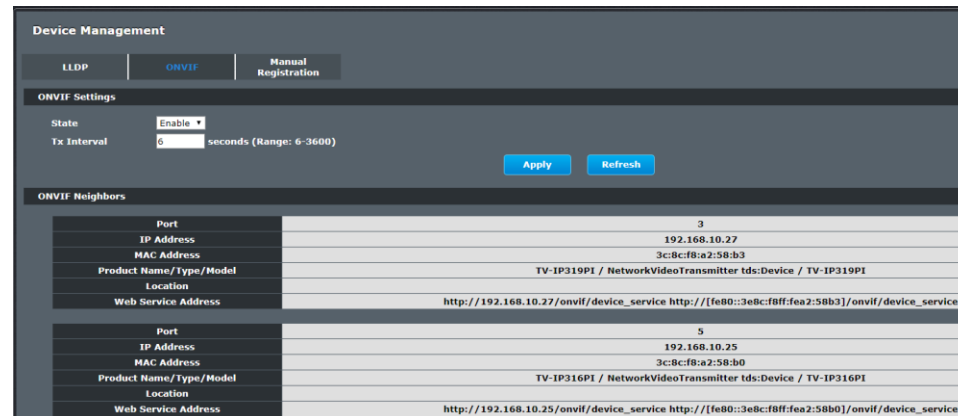 Device Management
LLDP ONVIF Manual Registration
ONVIF Settings
State Enable
Tx Interval 6 seconds (Range: 6-3600)
Apply Refresh
ONVIF Neighbors
Port 3
IP Address 192.168.10.27
MAC Address 3c:8c:f8:a2:58:b3
Product Name/Type/Model TV-IP319PI / NetworkVideoTransmitter tds:Device / TV-IP319PI
Location
Web Service Address http://192.168.10.27/onvif/device_service http://[fe80::3e8c:f8ff:fea2:58b3]/onvif/device_service
Port 5
IP Address 192.168.10.25
MAC Address 3c:8c:f8:a2:58:b0
Product Name/Type/Model TV-IP316PI / NetworkVideoTransmitter tds:Device / TV-IP316PI
Location
Web Service Address http://192.168.10.25/onvif/device_service http://[fe80::3e8c:f8ff:fea2:58b0]/onvif/device_service